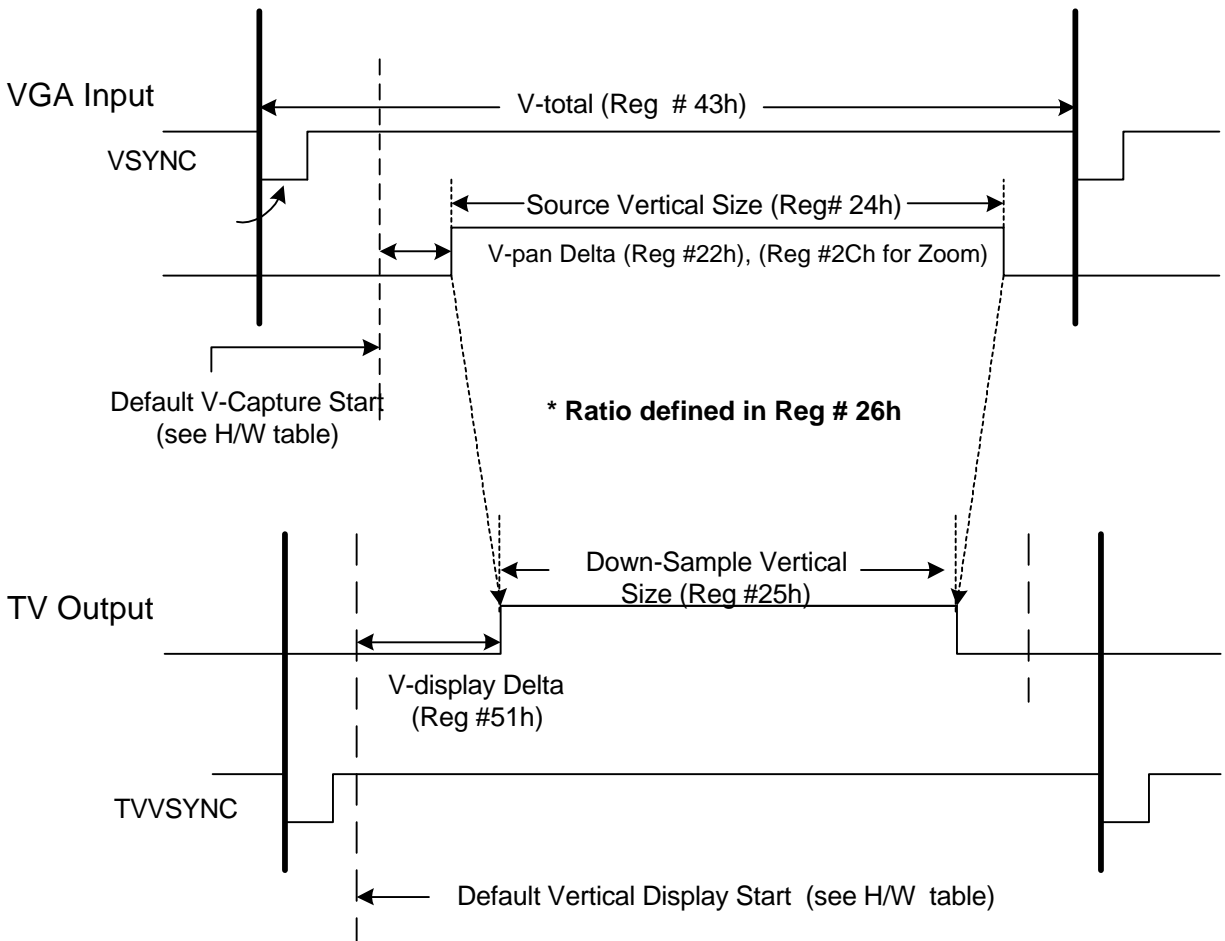 VGA Input
V-total (Reg # 43h)
VSYNC
Source Vertical Size (Reg# 24h)
V-pan Delta (Reg #22h), (Reg #2Ch for Zoom)
Default V-Capture Start
(see H/W table)
* Ratio defined in Reg # 26h
Down-Sample Vertical
Size (Reg #25h)
TV Output
V-display Delta
(Reg #51h)
TVVSYNC
Default Vertical Display Start (see H/W table)